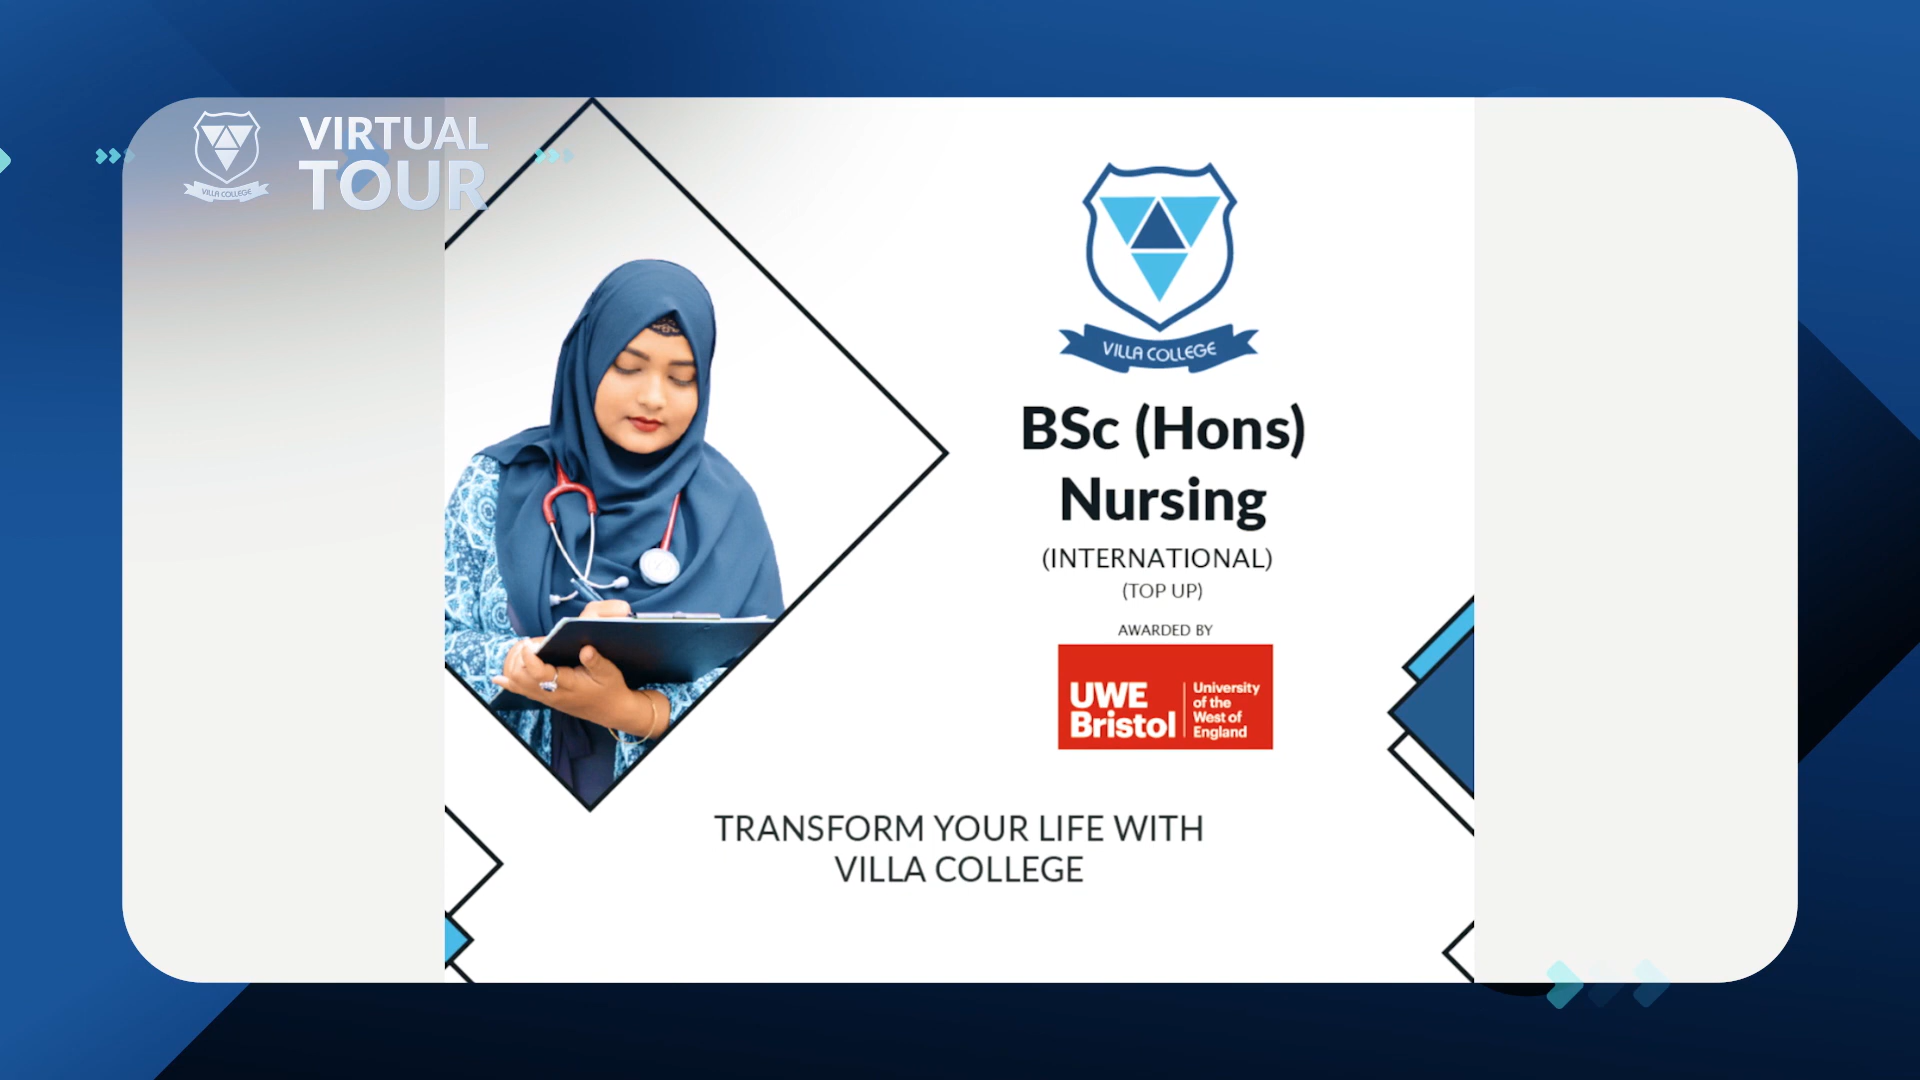 VILLA COLLEGE
VIRTUAL
TOUR
VILLA COLLEGE
BSc (Hons)
Nursing
(INTERNATIONAL)
(TOP UP)
AWARDED BY
UWE
Bristol
University
of the
West of
England
TRANSFORM YOUR LIFE WITH
VILLA COLLEGE